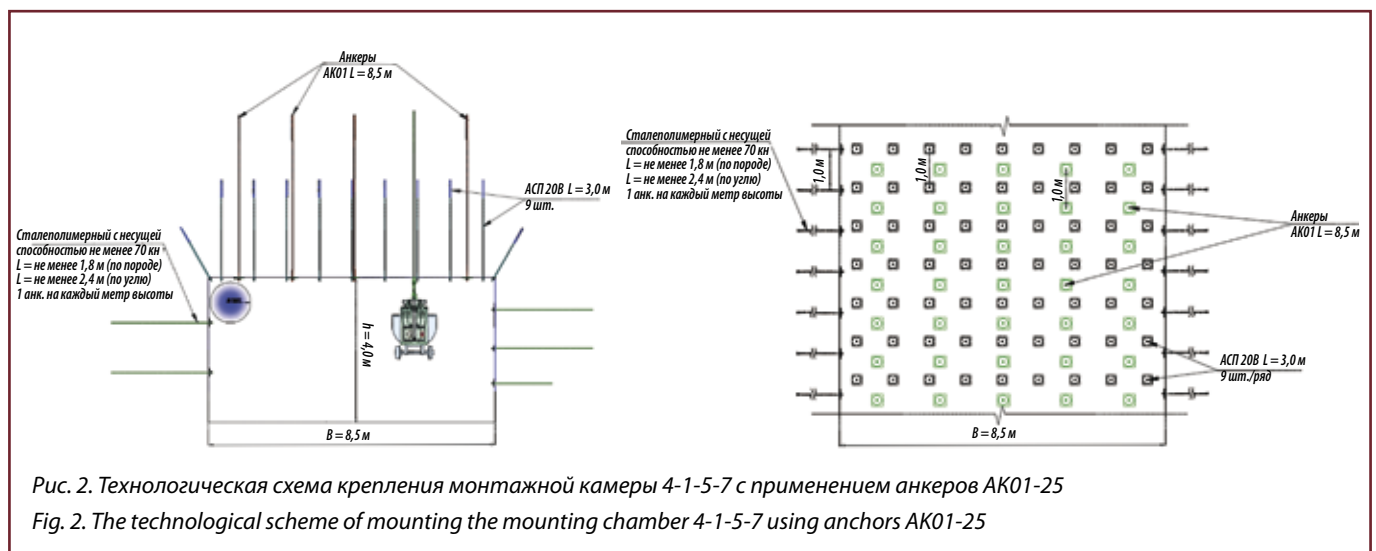 Анкеры
АК01 L = 8,5 м
АСП 20В L = 3,0 м
9 шт.
Сталеполимерный с несущей
способностью не менее 70 кн
L = не менее 1,8 м (по породе)
L = не менее 2,4 м (по углю)
1 анк. на каждый метр высоты
h = 4,0 м
B = 8,5 м
Сталеполимерный с несущей
способностью не менее 70 кн
L = не менее 1,8 м (по породе)
L = не менее 2,4 м (по углю)
1 анк. на каждый метр высоты
1,0 м
1,0 м
1,0 м
Анкеры
АК01 L = 8,5 м
АСП 20В L = 3,0 м
9 шт./ряд
B = 8,5 м
Рис. 2. Технологическая схема крепления монтажной камеры 4-1-5-7 с применением анкеров АК01-25
Fig. 2. The technological scheme of mounting the mounting chamber 4-1-5-7 using anchors AK01-25